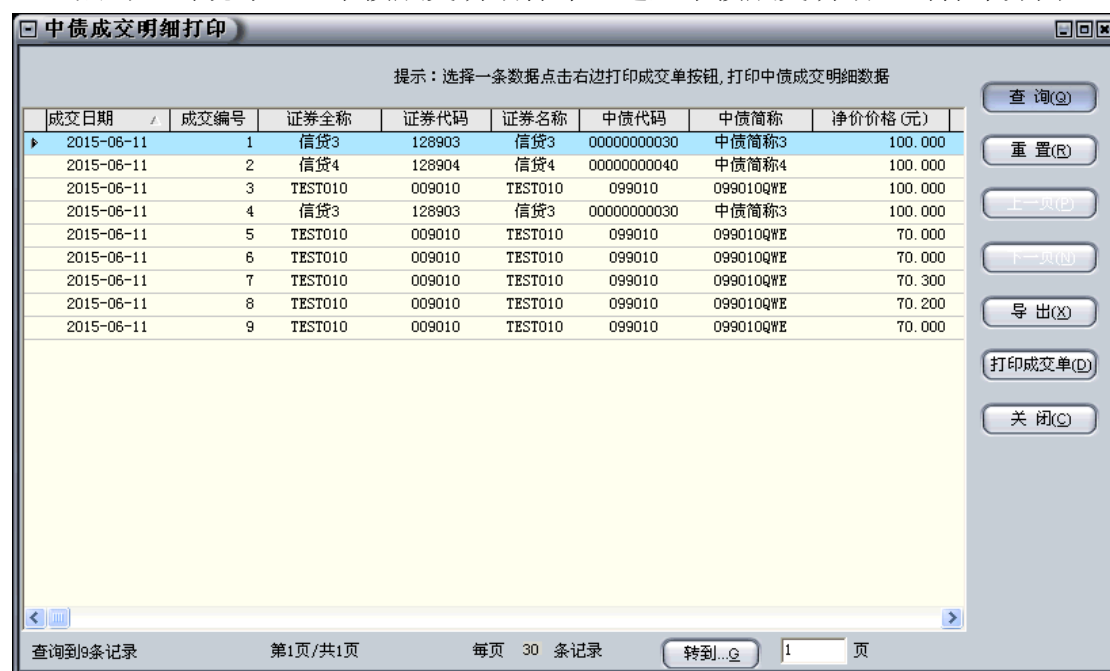 中债成交明细打印
提示：选择一条数据点击右边打印成交单按钮, 打印中债成交明细数据
查 询(Q)
成交日期 成交编号 证券全称 证券代码 证券名称 中债代码 中债简称 净价价格(元)
2015-06-11 1 信贷3 128903 信贷3 00000000030 中债简称3 100.000
重 置(R)
2015-06-11 2 信贷4 128904 信贷4 00000000040 中债简称4 100.000
2015-06-11 3 TEST010 009010 TEST010 099010 099010QWE 100.000
上一页(P)
2015-06-11 4 信贷3 128903 信贷3 00000000030 中债简称3 100.000
2015-06-11 5 TEST010 009010 TEST010 099010 099010QWE 70.000
2015-06-11 6 TEST010 009010 TEST010 099010 099010QWE 70.000
下一页(N)
2015-06-11 7 TEST010 009010 TEST010 099010 099010QWE 70.300
2015-06-11 8 TEST010 009010 TEST010 099010 099010QWE 70.200
导 出(X)
2015-06-11 9 TEST010 009010 TEST010 099010 099010QWE 70.000
打印成交单(D)
关 闭(C)
查询到9条记录 第1页/共1页 每页 30 条记录 转到...G 1 页